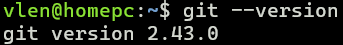 vlen@homepc:~$ git --version
git version 2.43.0